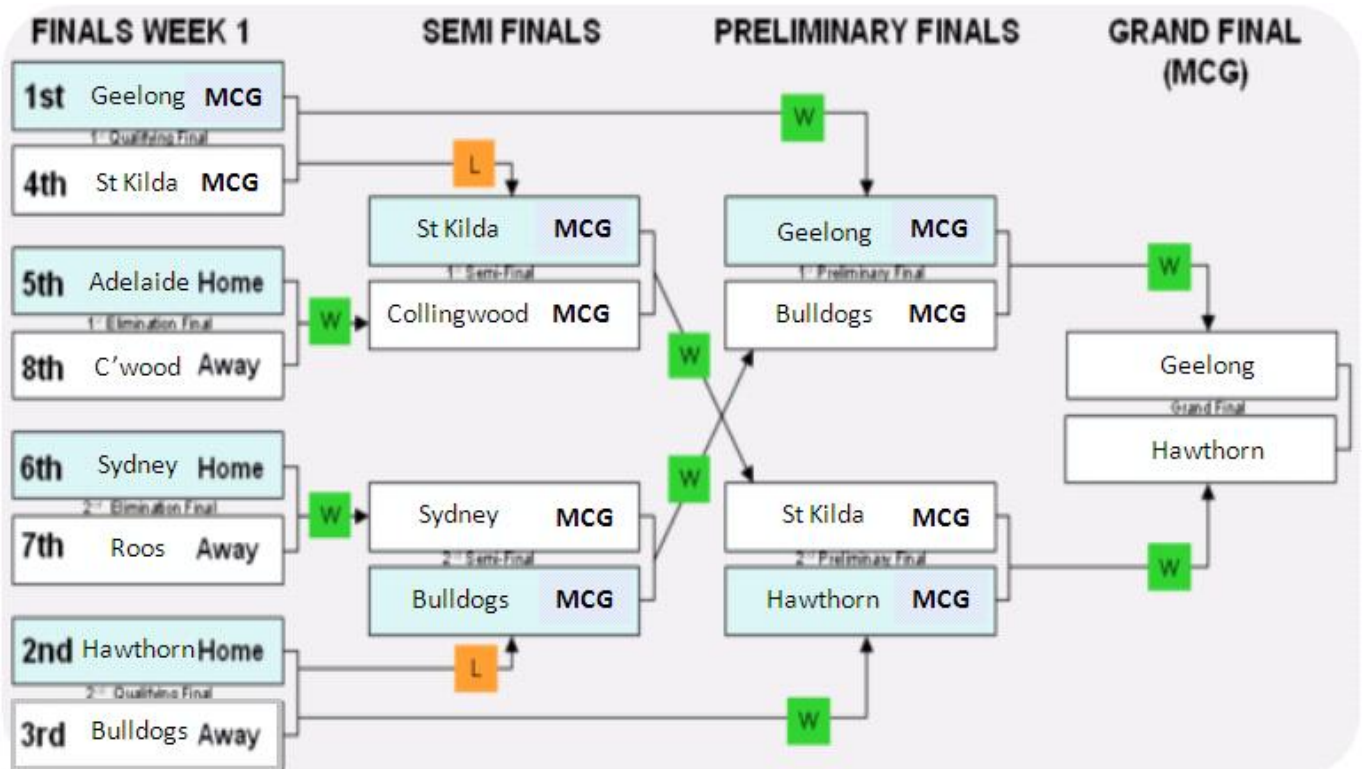 FINALS WEEK 1
SEMI FINALS
PRELIMINARY FINALS
GRAND FINAL
(MCG)
1st Geelong MCG
1st Qualifying Final
4th St Kilda MCG
5th Adelaide Home
1st Elimination Final
8th C'wood Away
6th Sydney Home
2nd Elimination Final
7th Roos Away
2nd Hawthorn Home
2nd Qualifying Final
3rd Bulldogs Away
L
W
W
L
St Kilda MCG
1st Semi-Final
Collingwood MCG
Sydney MCG
2nd Semi-Final
Bulldogs MCG
W
W
W
W
Geelong MCG
1st Preliminary Final
Bulldogs MCG
St Kilda MCG
2nd Preliminary Final
Hawthorn MCG
W
W
Geelong
Grand Final
Hawthorn